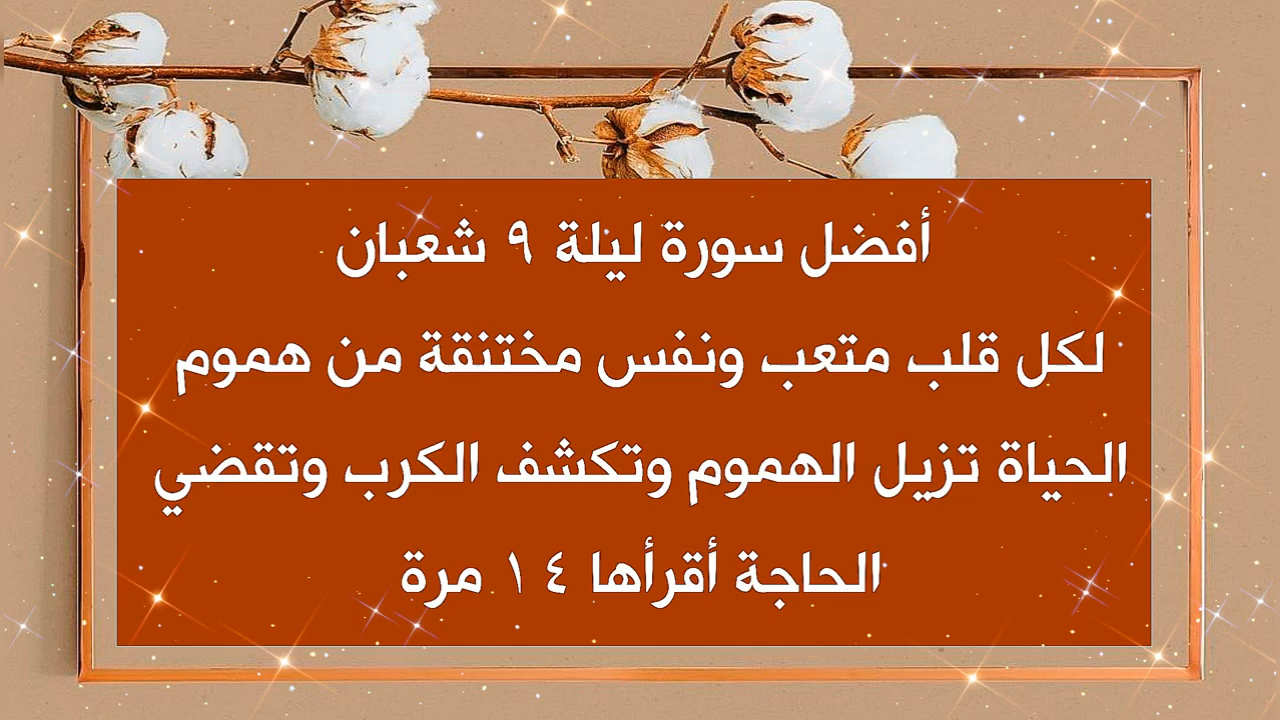 أفضل سورة ليلة ٩ شعبان
لكل قلب متعب ونفس مختنقة من هموم
الحياة تزيل الهموم وتكشف الكرب وتقضي
الحاجة أقرأها ١٤ مرة